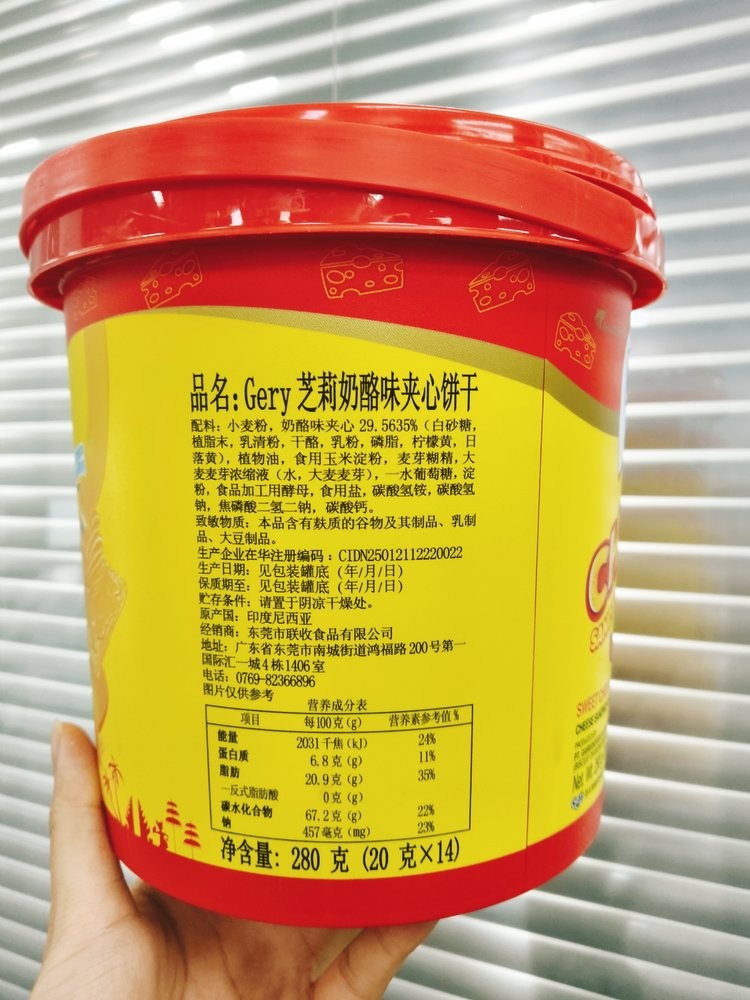 品名:Gery 芝莉奶酪味夹心饼干
配料: 小麦粉, 奶酪味夹心 29.5635% (白砂糖,
植脂末, 乳清粉, 干酪, 乳粉, 磷脂, 柠檬黄, 日
落黄), 植物油, 食用玉米淀粉, 麦芽糊精, 大
麦麦芽浓缩液 (水, 大麦麦芽), 一水葡萄糖, 淀
粉, 食品加工用酵母, 食用盐, 碳酸氢铵, 碳酸氢
钠, 焦磷酸二氢二钠, 碳酸钙。
致敏物质: 本品含有麸质的谷物及其制品、乳制
品、大豆制品。
生产企业在华注册编码: CIDN25012112220022
生产日期: 见包装罐底 (年/月/日)
保质期至: 见包装罐底 (年/月/日)
贮存条件: 请置于阴凉干燥处。
原产国: 印度尼西亚
经销商: 东莞市联收食品有限公司
地址: 广东省东莞市南城街道鸿福路200号第一
国际汇一城4栋1406室
电话: 0769-82366896
图片仅供参考
营养成分表
项目 每100克(g) 营养素参考值%
能量 2031千焦(kJ) 24%
蛋白质 6.8克(g) 11%
脂肪 20.9克(g) 35%
—反式脂肪酸 0克(g)
碳水化合物 67.2克(g) 22%
钠 457毫克(mg) 23%
净含量: 280 克 (20 克×14)